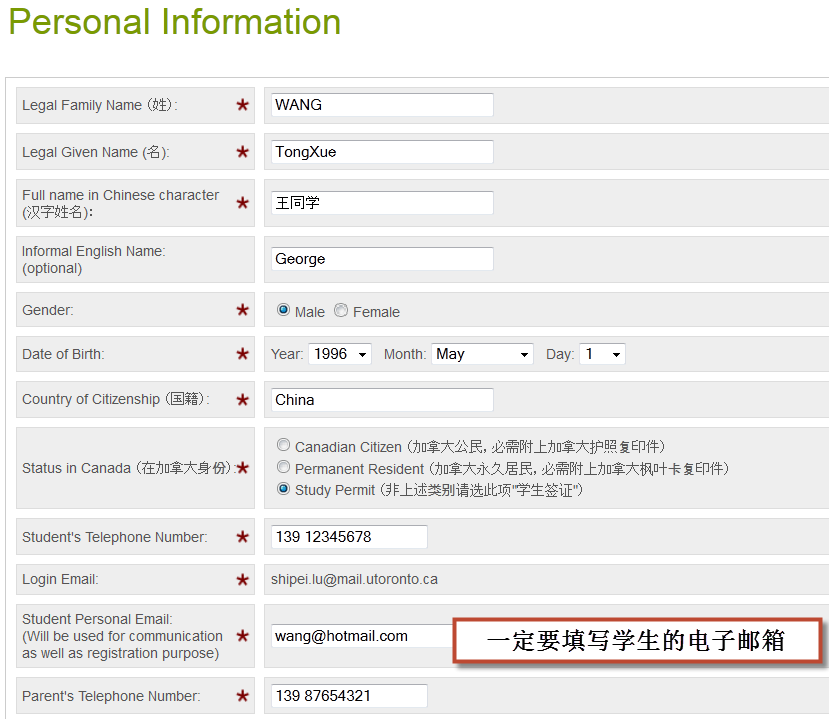 Personal Information
Legal Family Name (姓): * WANG
Legal Given Name (名): * TongXue
Full name in Chinese character
(汉字姓名): * 王同学
Informal English Name:
(optional) George
Gender: * Male Female
Date of Birth: * Year: 1996 Month: May Day: 1
Country of Citizenship (国籍): * China
Status in Canada (在加拿大身份): *
Canadian Citizen (加拿大公民, 必需附上加拿大护照复印件)
Permanent Resident (加拿大永久居民, 必需附上加拿大枫叶卡复印件)
Study Permit (非上述类别请选此项"学生签证")
Student's Telephone Number: * 139 12345678
Login Email: * shipei.lu@mail.utoronto.ca
Student Personal Email:
(Will be used for communication
as well as registration purpose) * wang@hotmail.com
一定要填写学生的电子邮箱
Parent's Telephone Number: * 139 87654321